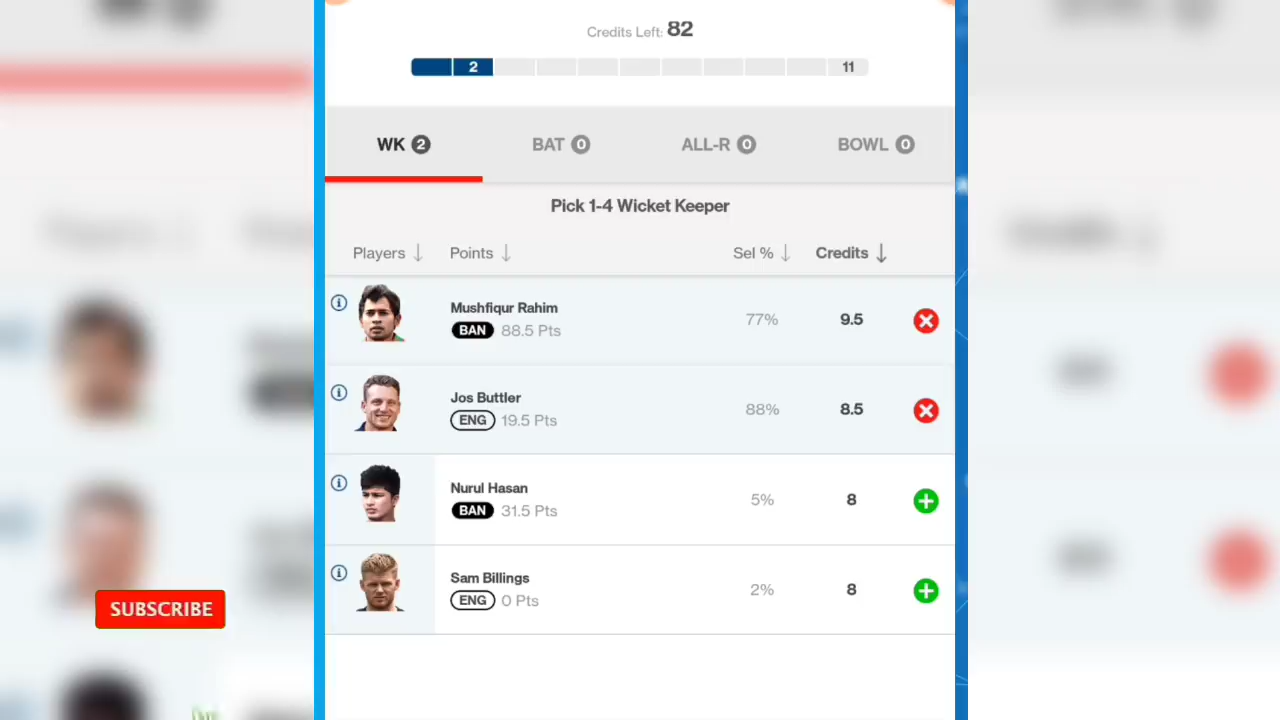 Credits Left: 82
2 11
WK 2 BAT 0 ALL-R 0 BOWL 0
Pick 1-4 Wicket Keeper
Players ↓ Points ↓ Sel % ↓ Credits ↓
Mushfiqur Rahim
BAN 88.5 Pts 77% 9.5
Jos Buttler
ENG 19.5 Pts 88% 8.5
Nurul Hasan
BAN 31.5 Pts 5% 8
Sam Billings
ENG 0 Pts 2% 8
SUBSCRIBE